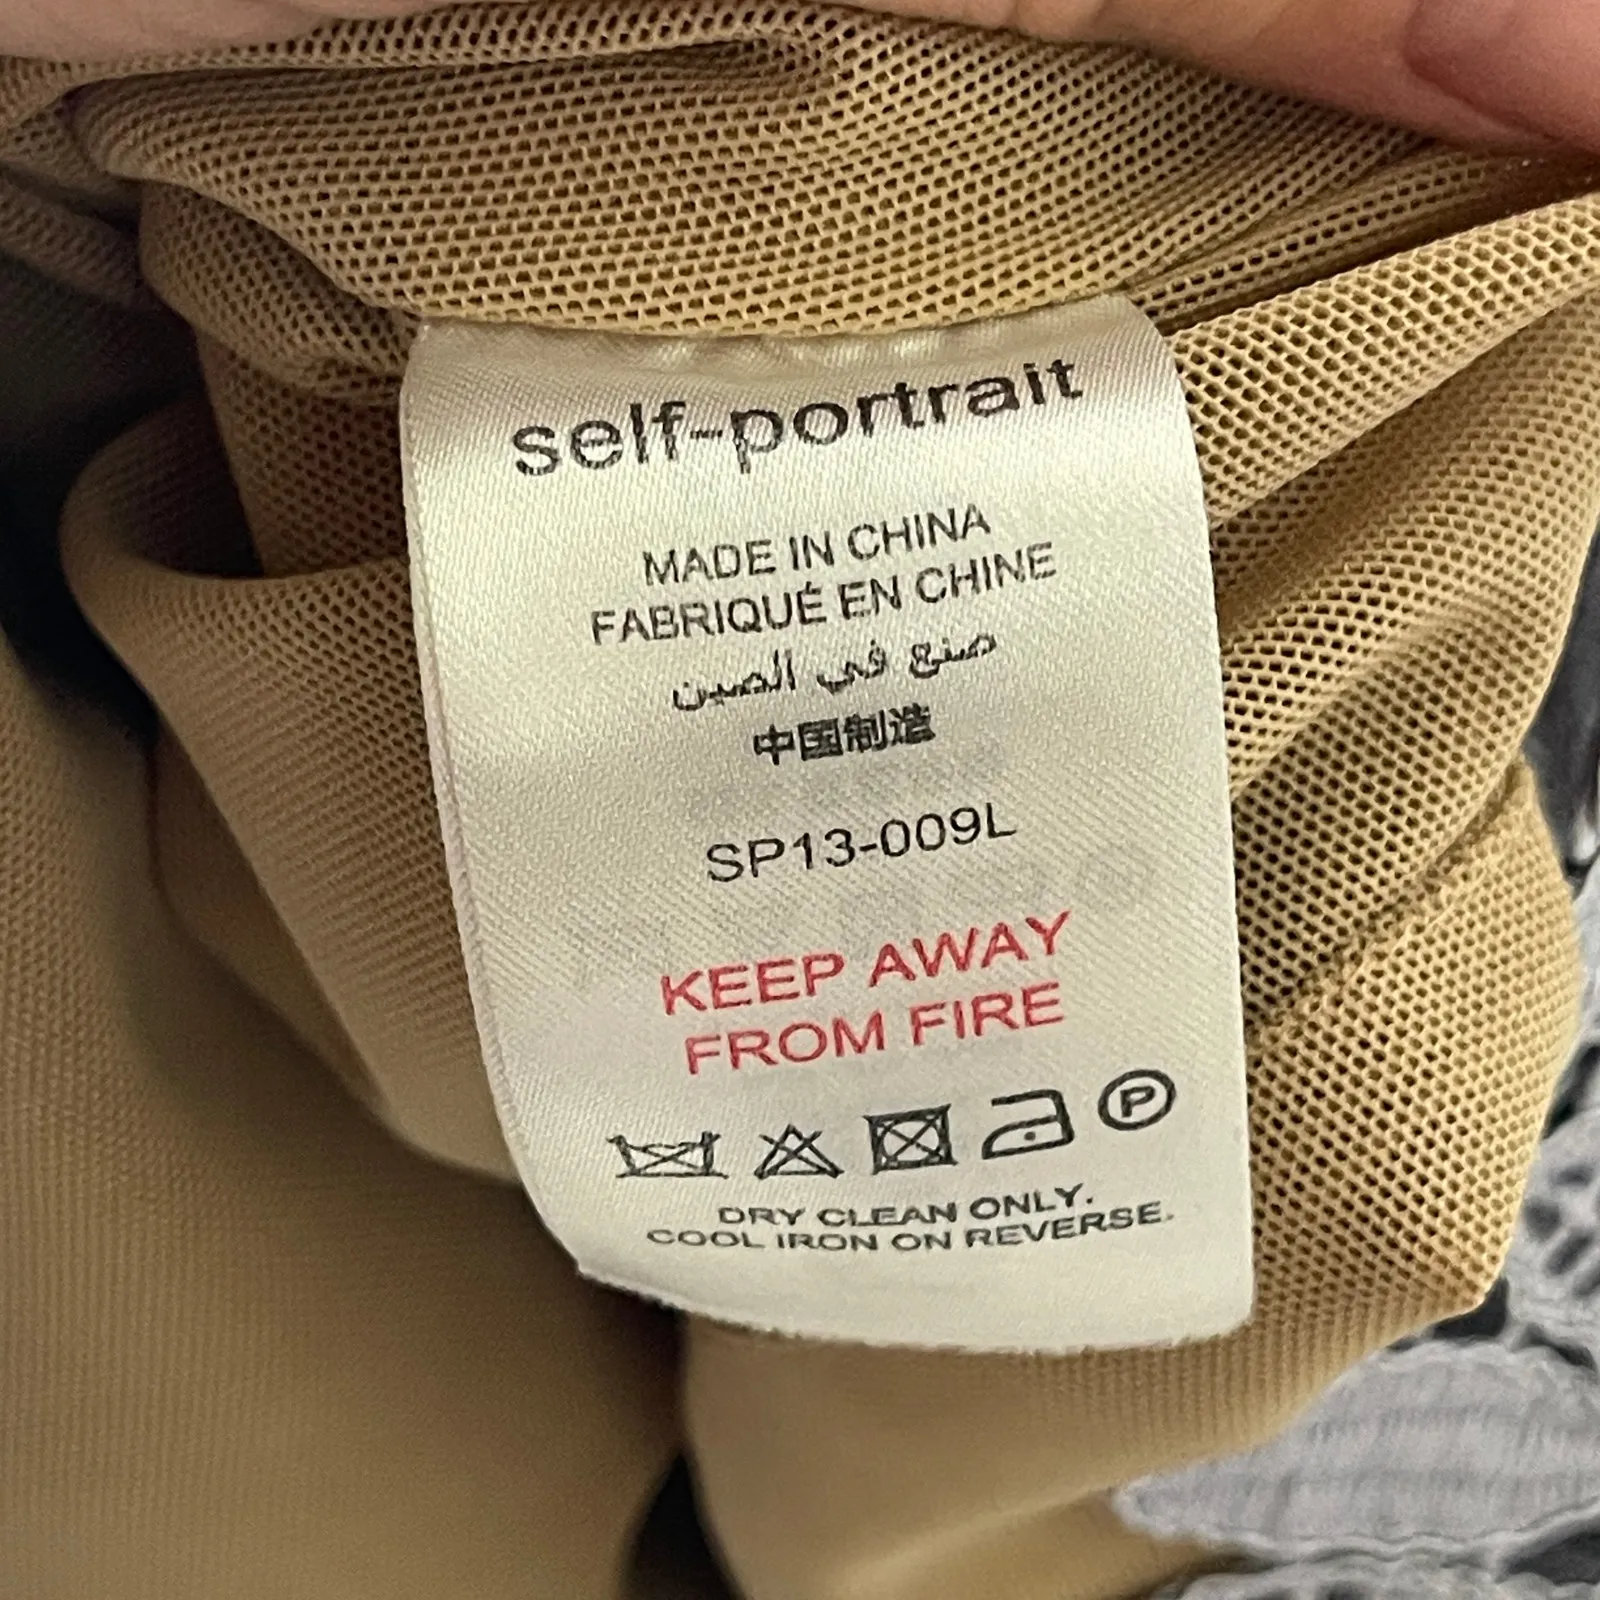 self-portrait
MADE IN CHINA
FABRIQUÉ EN CHINE
صنع في الصين
中国制造
SP13-009L
KEEP AWAY
FROM FIRE
P
DRY CLEAN ONLY.
COOL IRON ON REVERSE.